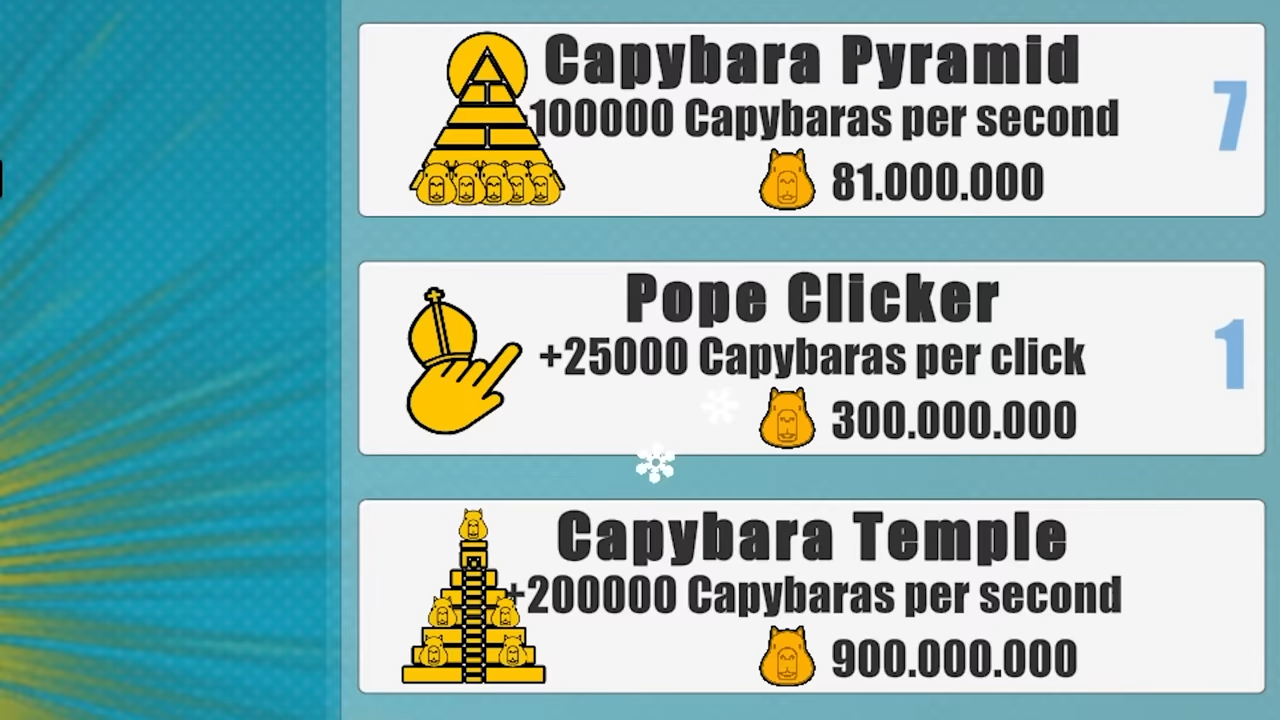 Capybara Pyramid
100000 Capybaras per second
7
81.000.000
Pope Clicker
+25000 Capybaras per click
1
300.000.000
Capybara Temple
+200000 Capybaras per second
900.000.000